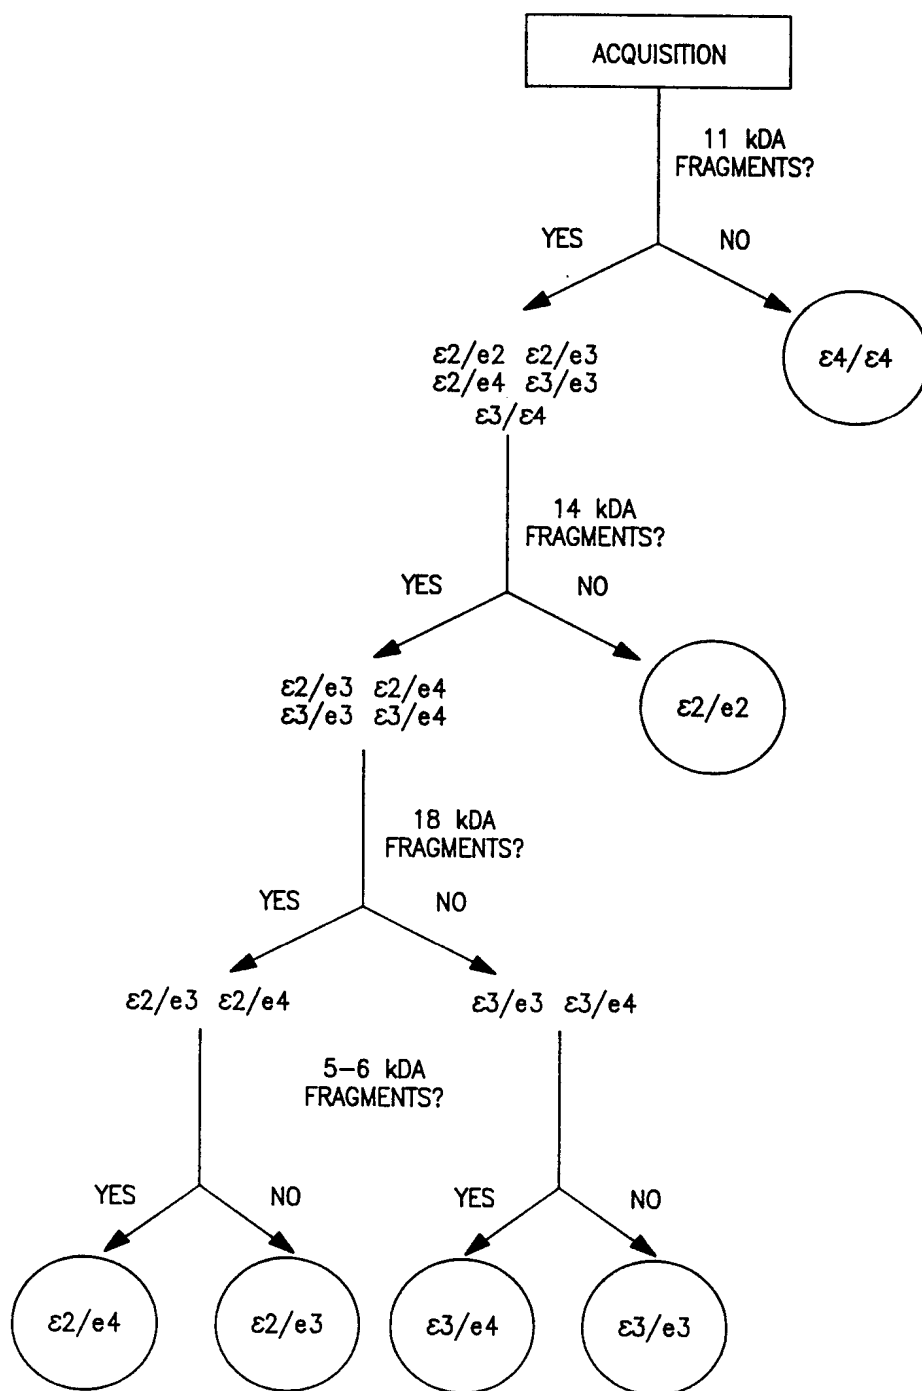 ACQUISITION
11 kDA
FRAGMENTS?
YES NO
ε4/ε4
ε2/e2 ε2/e3
ε2/e4 ε3/e3
ε3/ε4
14 kDA
FRAGMENTS?
YES NO
ε2/e3 ε2/e4
ε3/e3 ε3/e4
ε2/e2
18 kDA
FRAGMENTS?
YES NO
ε2/e3 ε2/e4 ε3/e3 ε3/e4
5–6 kDA
FRAGMENTS?
YES NO YES NO
ε2/e4 ε2/e3 ε3/e4 ε3/e3